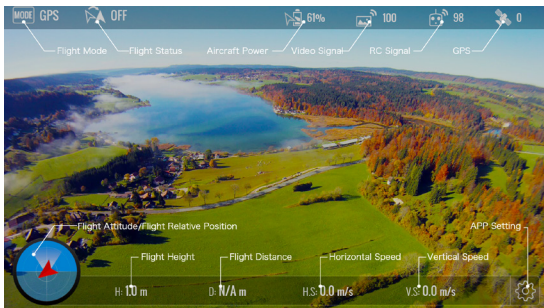 MODE GPS OFF 61% 100 98 0
Flight Mode Flight Status Aircraft Power Video Signal RC Signal GPS
Flight Attitude/Flight Relative Position APP Setting
Flight Height Flight Distance Horizontal Speed Vertical Speed
H: 1.0 m D: N/A m H.S: 0.0 m/s V.S: 0.0 m/s